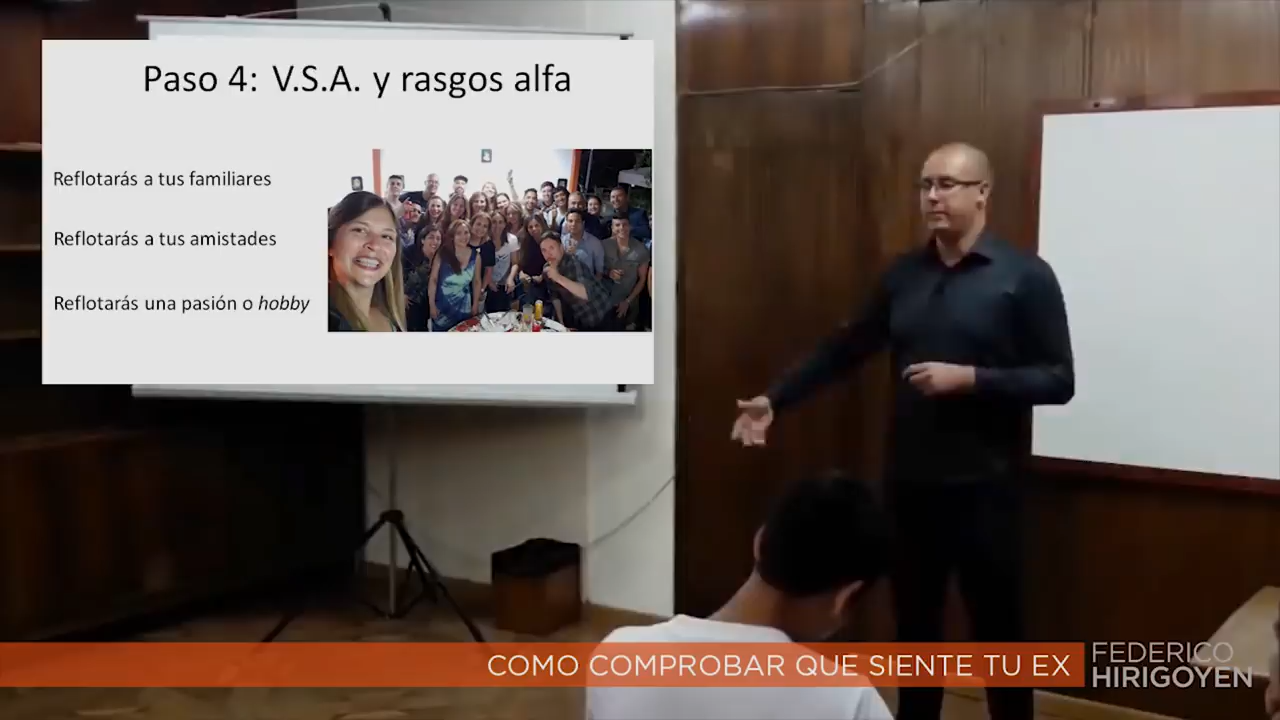 Paso 4: V.S.A. y rasgos alfa
Reflotarás a tus familiares
Reflotarás a tus amistades
Reflotarás una pasión o hobby
COMO COMPROBAR QUE SIENTE TU EX
FEDERICO
HIRIGOYEN